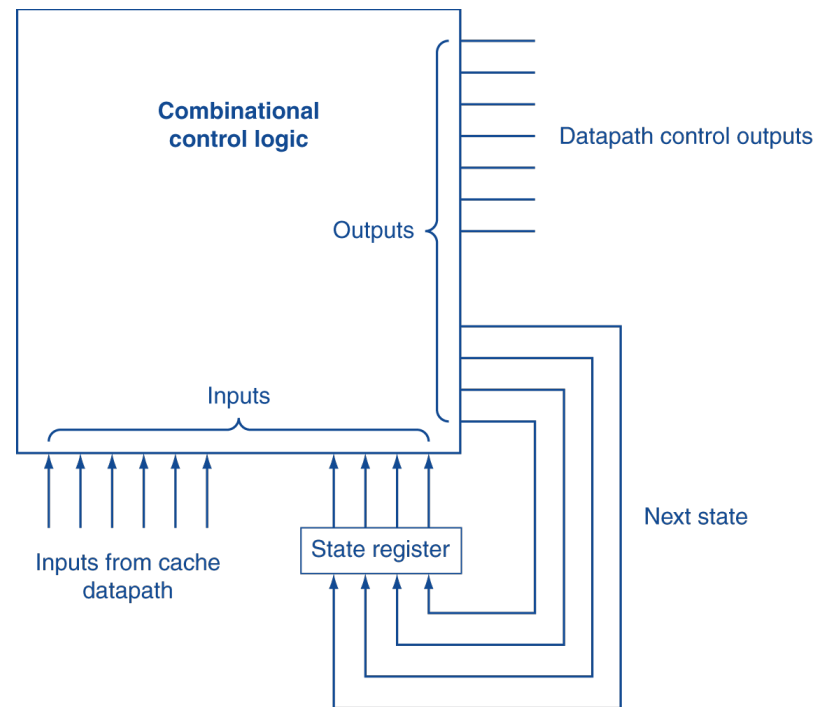 Combinational
control logic
Datapath control outputs
Outputs
Inputs
Next state
State register
Inputs from cache
datapath